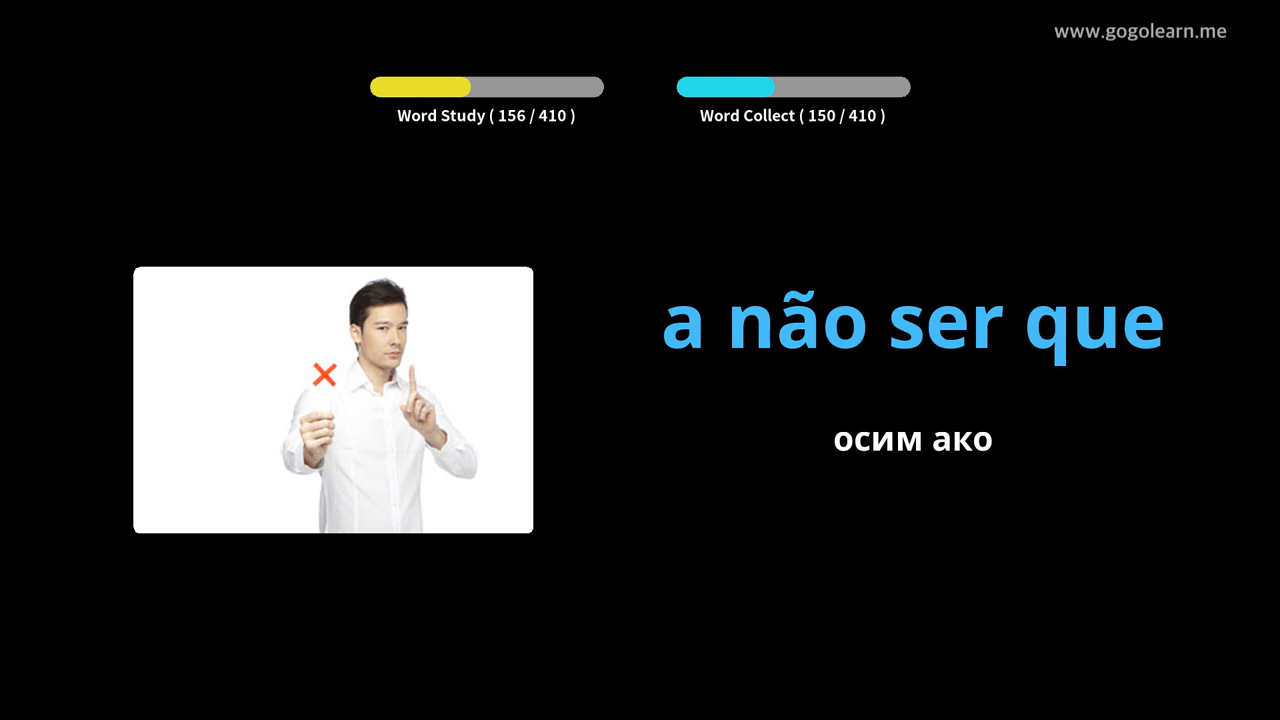 www.gogolearn.me
Word Study ( 156 / 410 )
Word Collect ( 150 / 410 )
a não ser que
осим ако